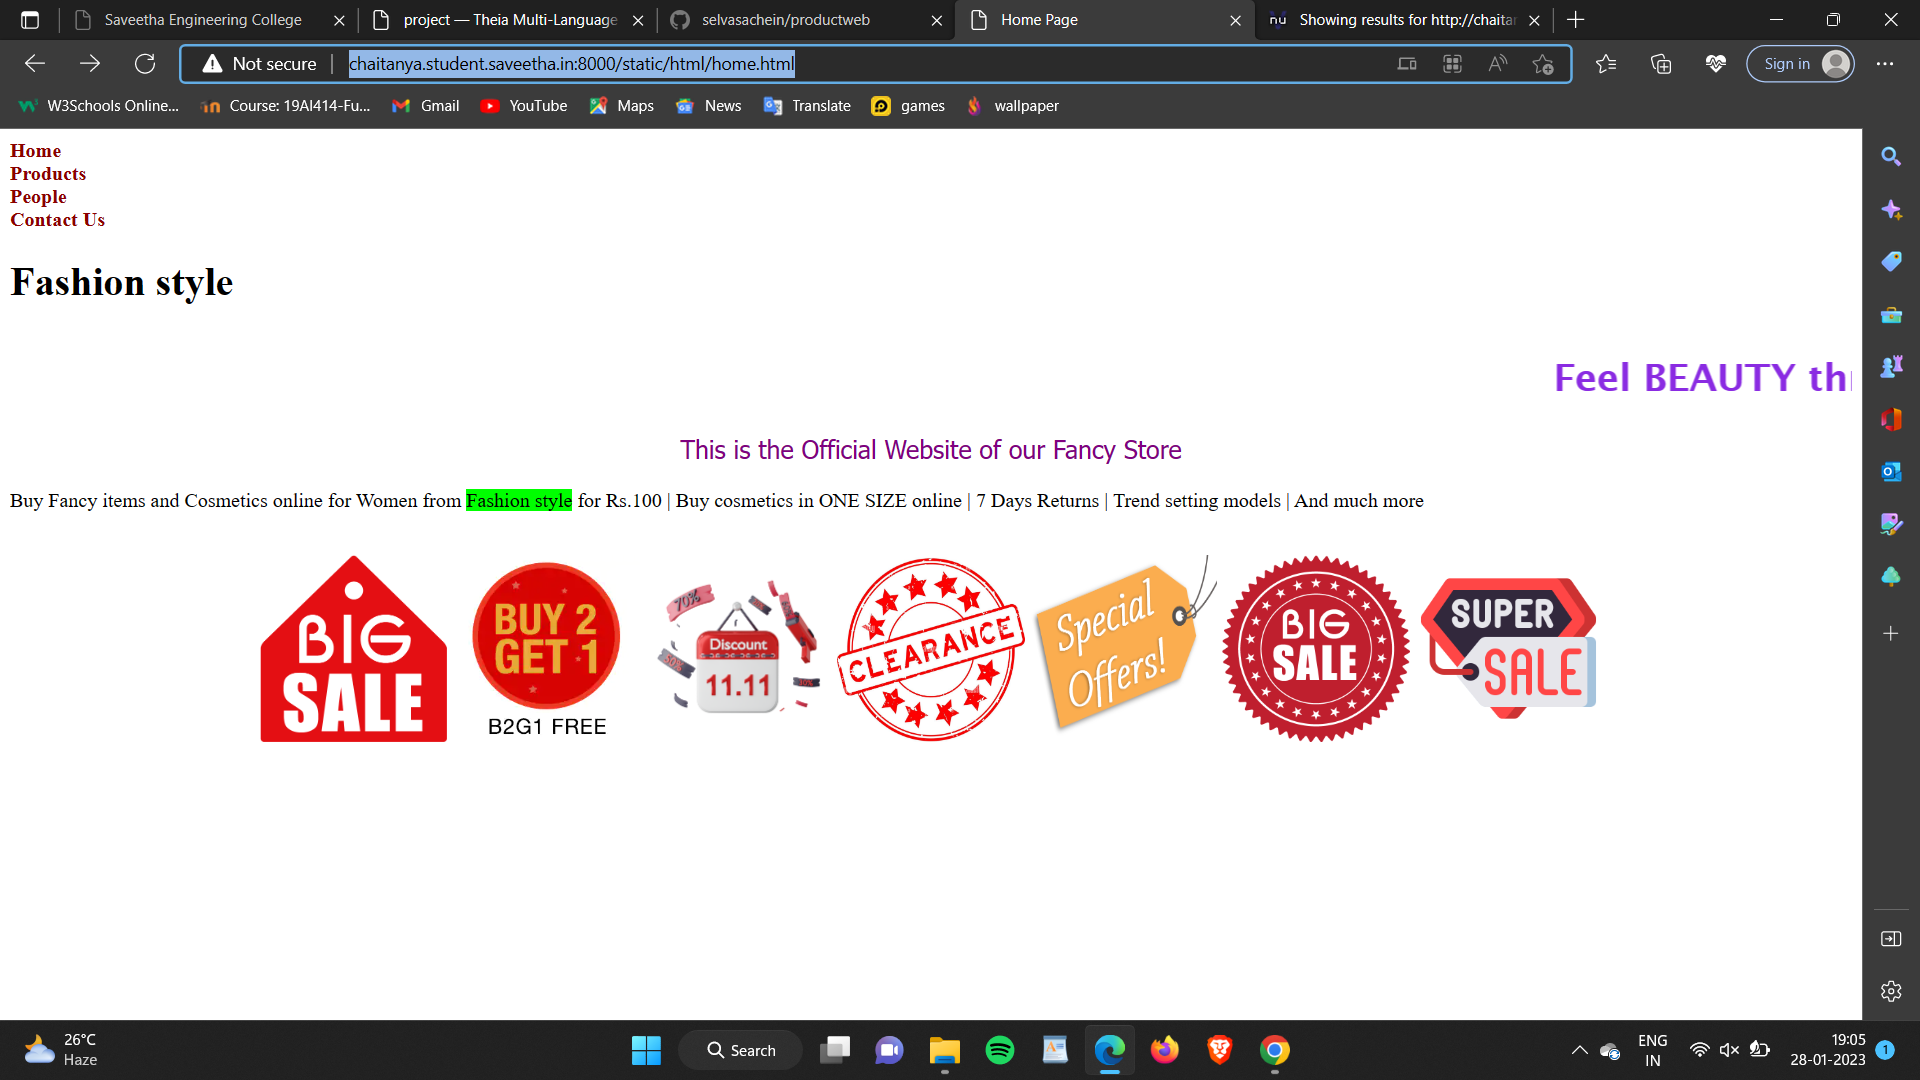 Saveetha Engineering College
project — Theia Multi-Language
selvasachein/productweb
Home Page
nu Showing results for http://chaitan
Not secure
chaitanya.student.saveetha.in:8000/static/html/home.html
Sign in
W3Schools Online...
Course: 19AI414-Fu...
Gmail
YouTube
Maps
News
Translate
games
wallpaper
Home
Products
People
Contact Us
Fashion style
Feel BEAUTY th
This is the Official Website of our Fancy Store
Buy Fancy items and Cosmetics online for Women from Fashion style for Rs.100 | Buy cosmetics in ONE SIZE online | 7 Days Returns | Trend setting models | And much more
BIG
SALE
BUY 2
GET 1
B2G1 FREE
70%
50%
Discount
11.11
CLEARANCE
Special
Offers!
BIG
SALE
SUPER
SALE
26°C
Haze
Search
ENG
IN
19:05
28-01-2023
1